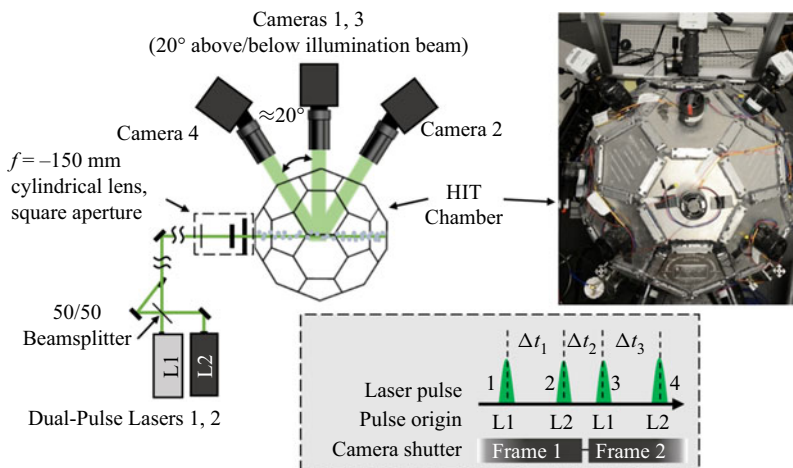 Cameras 1, 3
(20° above/below illumination beam)
≈20°
Camera 4
Camera 2
f = –150 mm
cylindrical lens,
square aperture
HIT
Chamber
50/50
Beamsplitter
L1
L2
Dual-Pulse Lasers 1, 2
Δt1
Δt2
Δt3
Laser pulse
1
2
3
4
Pulse origin
L1
L2
L1
L2
Camera shutter
Frame 1
Frame 2